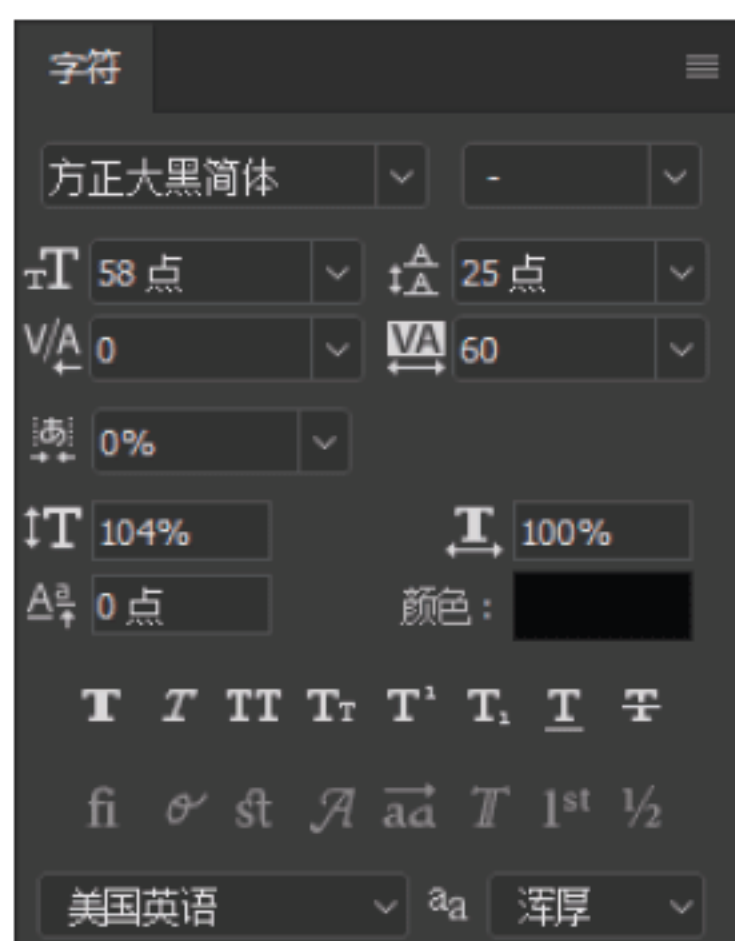 字符
方正大黑简体 -
58 点 25 点
0 60
0%
104% 100%
0 点 颜色：
美国英语 aa 浑厚